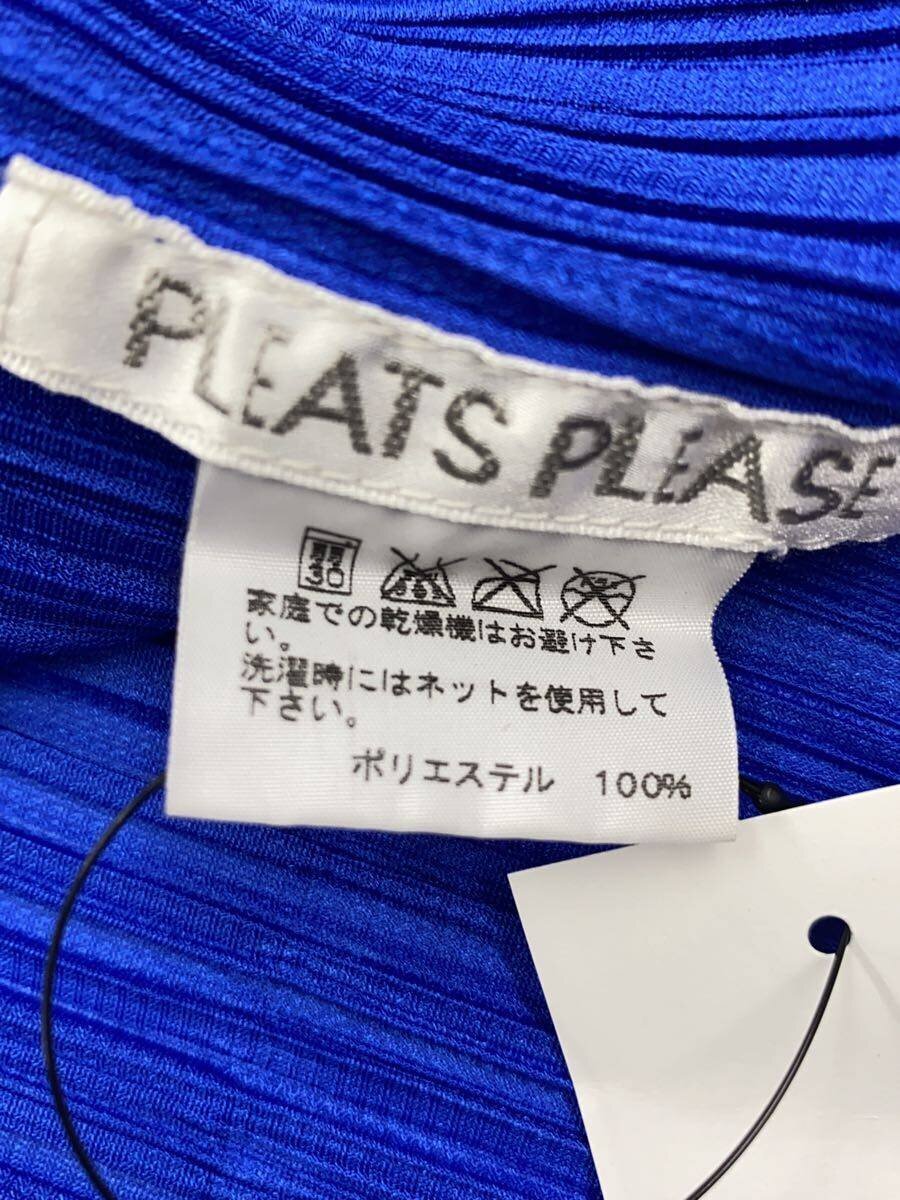 PLEATS PLEASE
30
家庭での乾燥機はお避け下さ
い。
洗濯時にはネットを使用して
下さい。
ポリエステル 100%